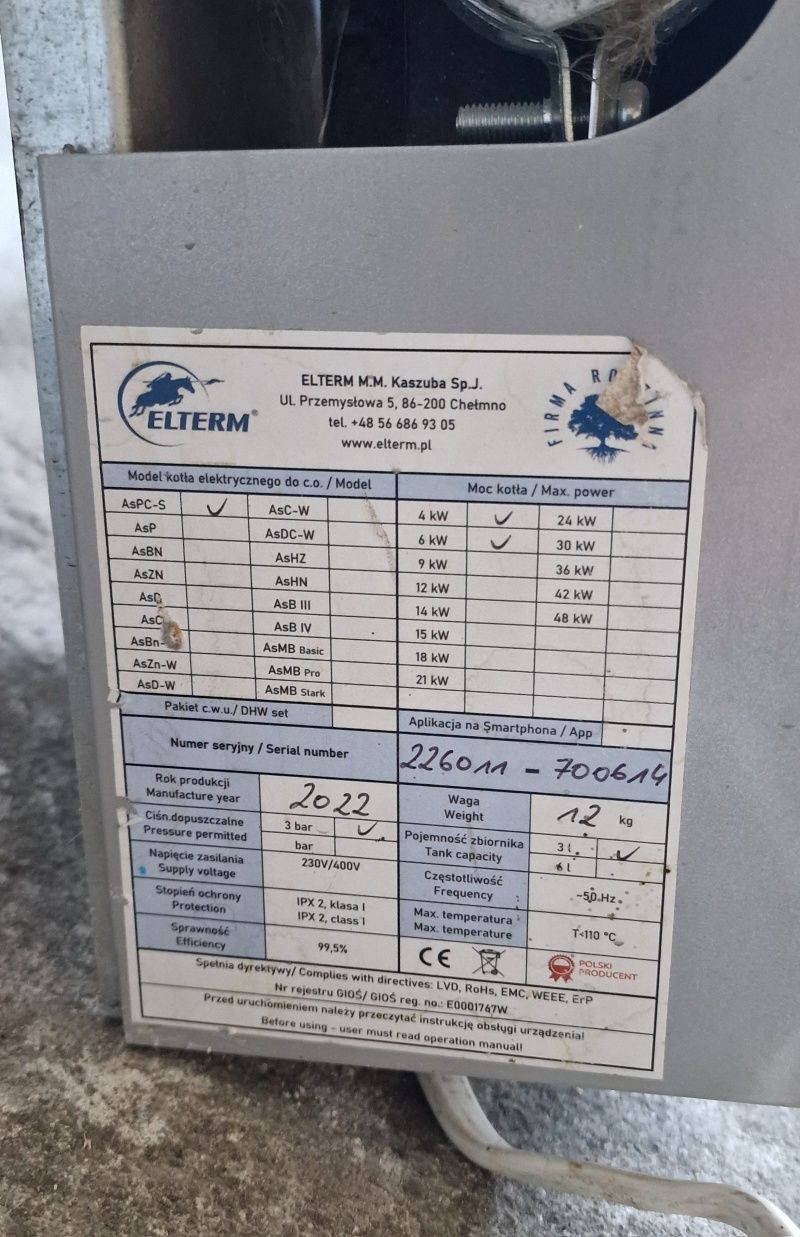 ELTERM®
ELTERM M.M. Kaszuba Sp.J.
Ul. Przemysłowa 5, 86-200 Chełmno
tel. +48 56 686 93 05
www.elterm.pl
FIRMA
Model kotła elektrycznego do c.o. / Model
Moc kotła / Max. power
AsPC-S ✓ AsC-W
AsP AsDC-W
AsBN AsHZ
AsZN AsHN
AsB III
AsB IV
AsMB Basic
AsZn-W AsMB Pro
AsD-W AsMB Stark
4 kW ✓ 24 kW
6 kW ✓ 30 kW
9 kW 36 kW
12 kW 42 kW
14 kW 48 kW
15 kW
18 kW
21 kW
Pakiet c.w.u./ DHW set
Aplikacja na Smartphona / App
Numer seryjny / Serial number
226011 - 700614
Rok produkcji
Manufacture year
2022
Ciśn.dopuszczalne
Pressure permitted
3 bar ✓
bar
Napięcie zasilania
Supply voltage
230V/400V
Stopień ochrony
Protection
IPX 2, klasa I
IPX 2, class I
Sprawność
Efficiency
99,5%
Waga
Weight
12 kg
Pojemność zbiornika
Tank capacity
3 l ✓
6 l
Częstotliwość
Frequency
~50 Hz
Max. temperatura
Max. temperature
T<110 °C
CE
POLSKI
PRODUCENT
Spełnia dyrektywy/ Complies with directives: LVD, RoHs, EMC, WEEE, ErP
Nr rejestru GIOŚ/ GIOŚ reg. no.: E0001767W
Przed uruchomieniem należy przeczytać instrukcję obsługi urządzenia!
Before using - user must read operation manual!